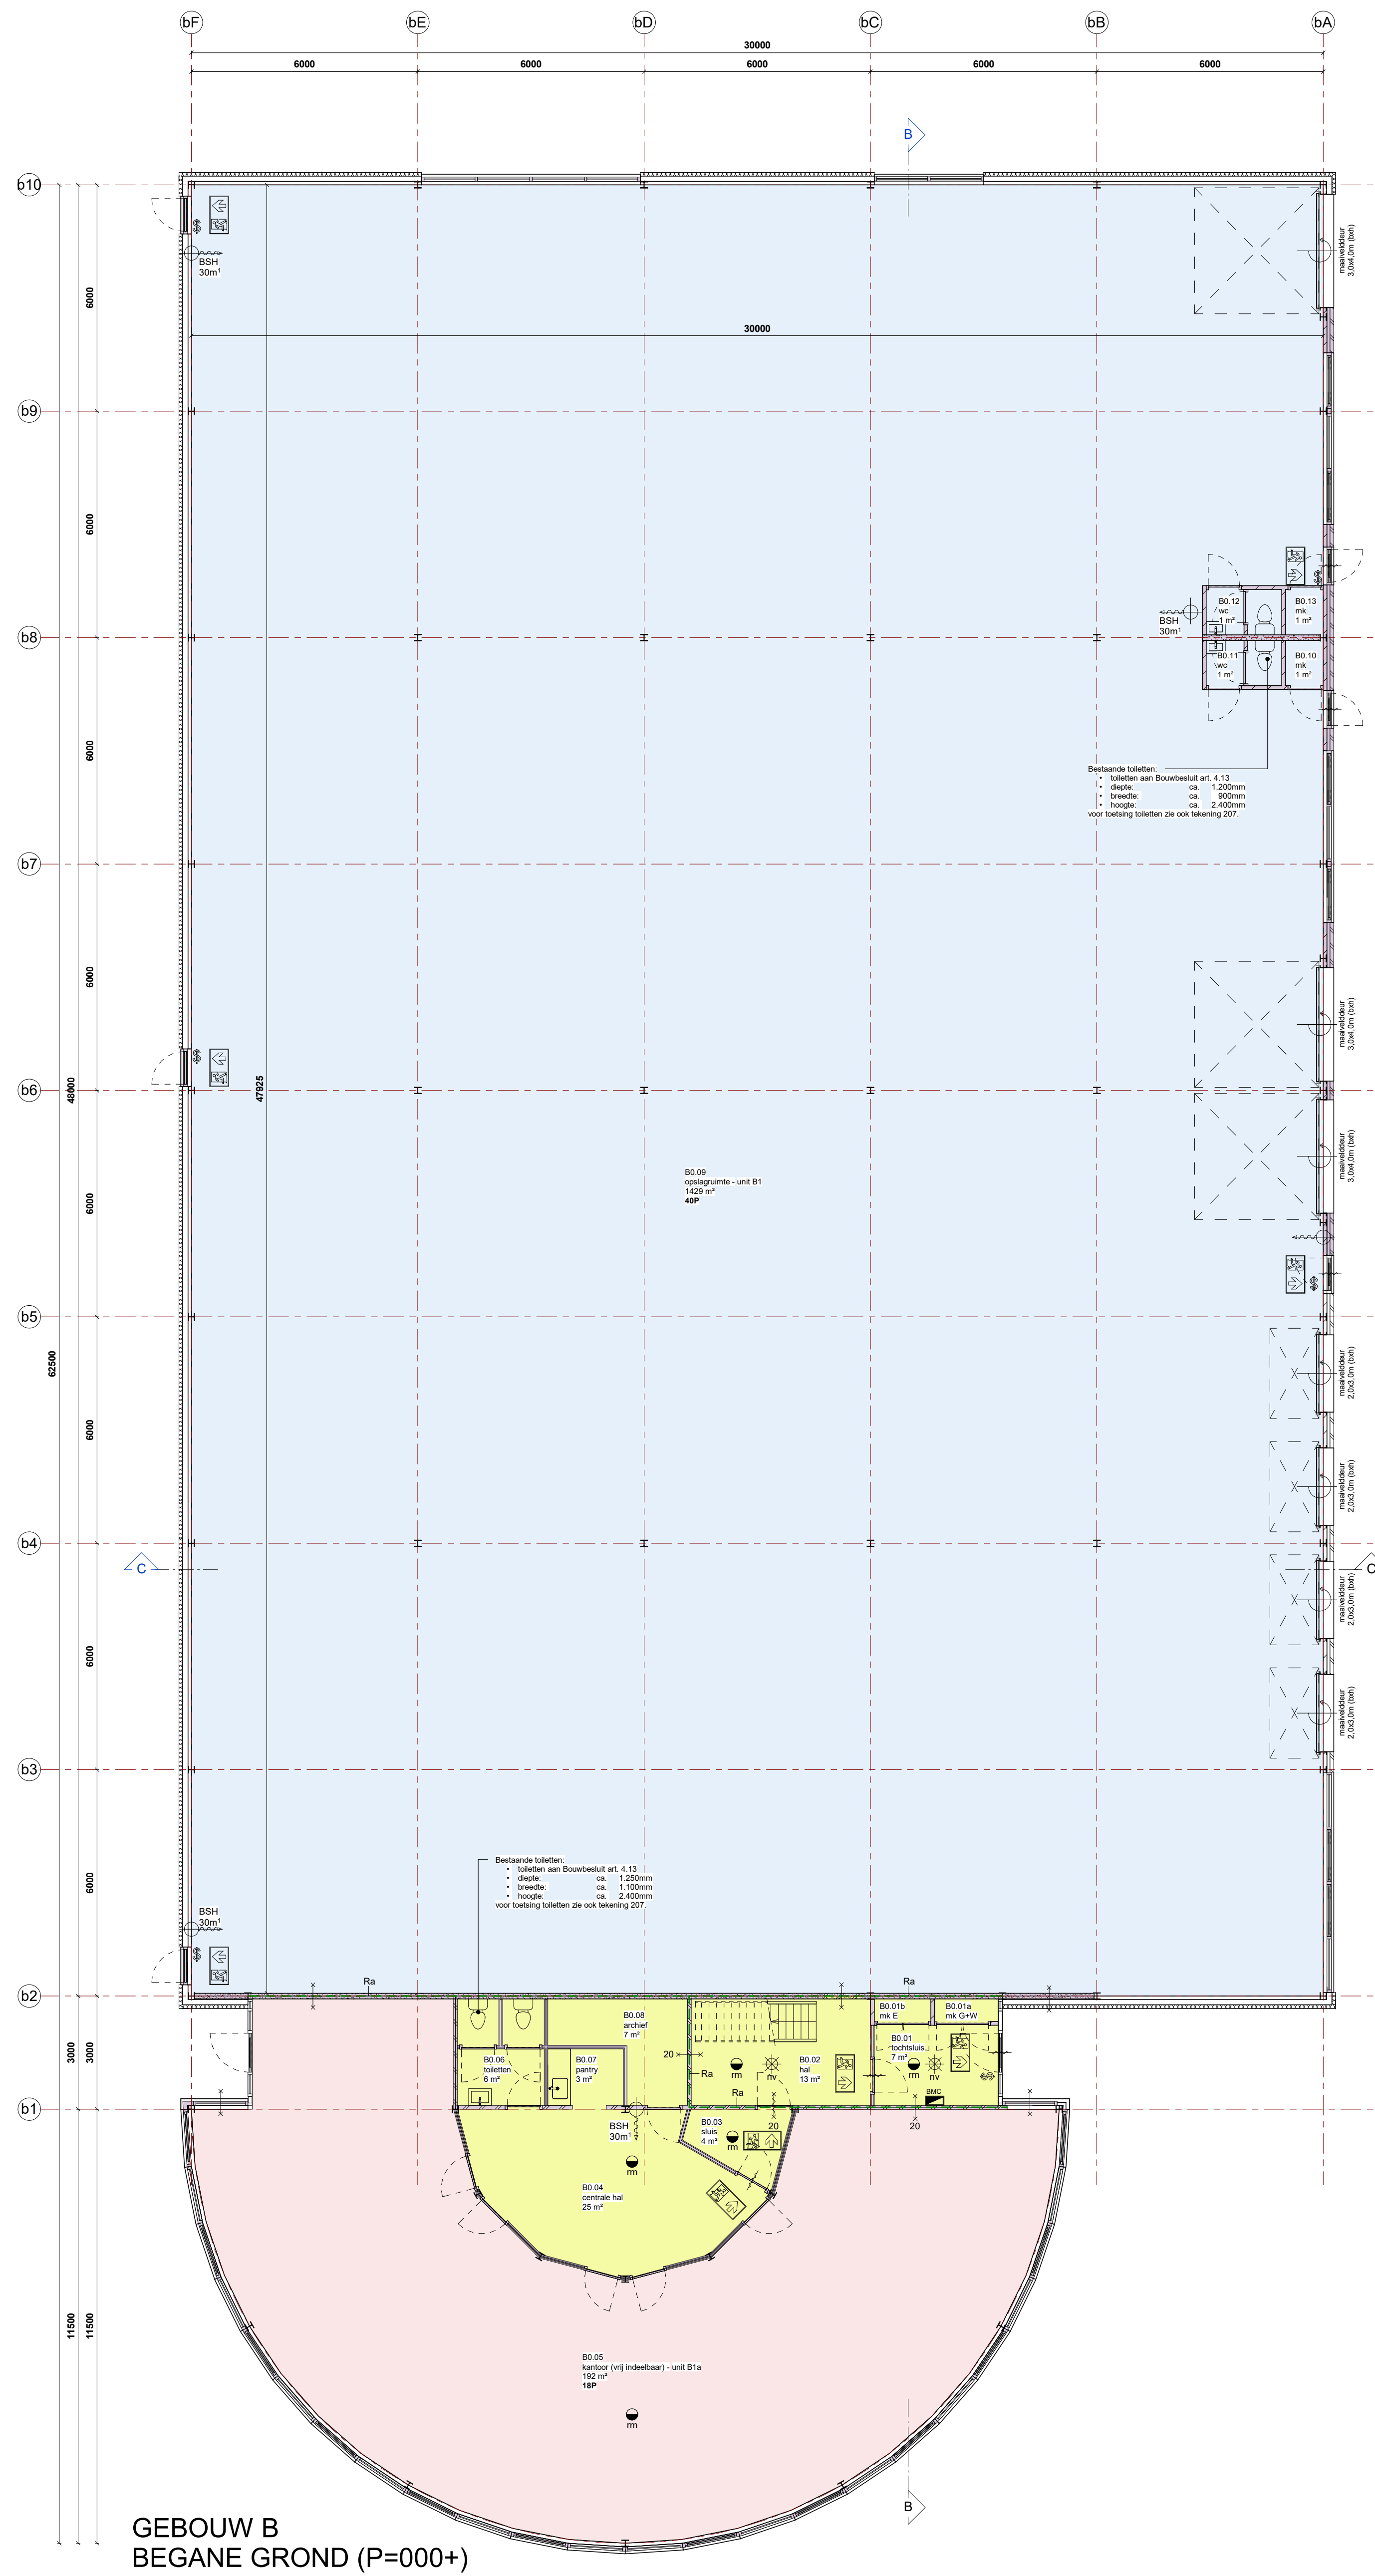 bF
bE
bD
bC
bB
bA
30000
6000
6000
6000
6000
6000
B
b10
BSH
30m¹
maaivelddeur
3,0x4,0m (bxh)
6000
30000
b9
6000
B0.12
wc
1 m²
B0.13
mk
1 m²
BSH
30m¹
b8
B0.11
wc
1 m²
B0.10
mk
1 m²
6000
Bestaande toiletten:
• toiletten aan Bouwbesluit art. 4.13
• diepte: ca. 1.200mm
• breedte: ca. 900mm
• hoogte: ca. 2.400mm
voor toetsing toiletten zie ook tekening 207.
b7
6000
maaivelddeur
3,0x4,0m (bxh)
b6
48000
47925
maaivelddeur
3,0x4,0m (bxh)
B0.09
opslagruimte - unit B1
1429 m²
40P
6000
b5
62500
maaivelddeur
2,0x3,0m (bxh)
6000
maaivelddeur
2,0x3,0m (bxh)
b4
C
C
maaivelddeur
2,0x3,0m (bxh)
6000
maaivelddeur
2,0x3,0m (bxh)
b3
Bestaande toiletten:
• toiletten aan Bouwbesluit art. 4.13
• diepte: ca. 1.250mm
• breedte: ca. 1.100mm
• hoogte: ca. 2.400mm
voor toetsing toiletten zie ook tekening 207.
6000
BSH
30m¹
Ra
Ra
b2
B0.01b
mk E
B0.01a
mk G+W
B0.08
archief
7 m²
B0.01
tochtsluis
7 m²
3000
3000
B0.06
toiletten
6 m²
B0.07
pantry
3 m²
20
Ra
rm
nv
B0.02
hal
13 m²
rm
nv
Ra
BMC
b1
BSH
30m¹
B0.03
sluis
4 m²
rm
20
20
rm
B0.04
centrale hal
25 m²
11500
11500
B0.05
kantoor (vrij indeelbaar) - unit B1a
192 m²
18P
rm
B
GEBOUW B
BEGANE GROND (P=000+)